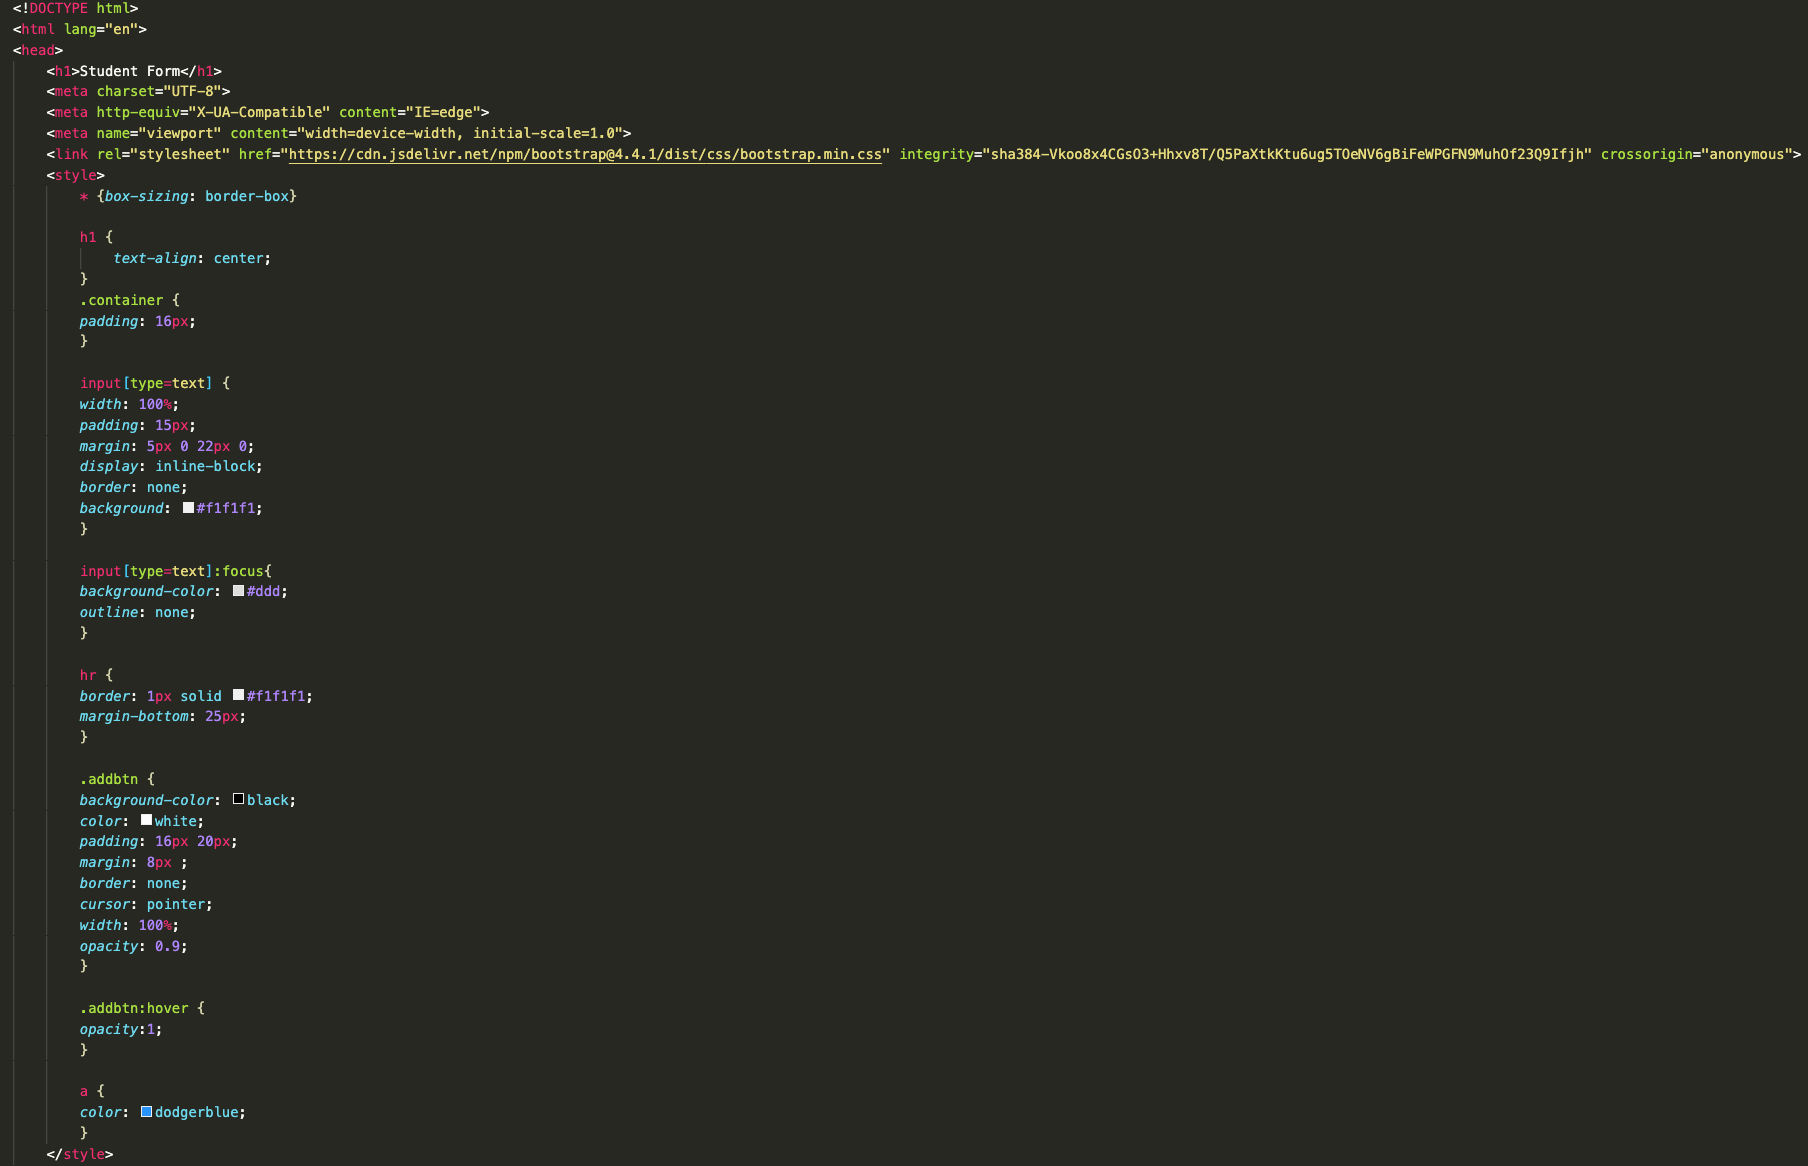 <!DOCTYPE html>
<html lang="en">
<head>
    <h1>Student Form</h1>
    <meta charset="UTF-8">
    <meta http-equiv="X-UA-Compatible" content="IE=edge">
    <meta name="viewport" content="width=device-width, initial-scale=1.0">
    <link rel="stylesheet" href="https://cdn.jsdelivr.net/npm/bootstrap@4.4.1/dist/css/bootstrap.min.css" integrity="sha384-Vkoo8x4CGsO3+Hhxv8T/Q5PaXtkKtu6ug5TOeNV6gBiFeWPGFN9MuhOf23Q9Ifjh" crossorigin="anonymous">
    <style>
        * {box-sizing: border-box}

        h1 {
            text-align: center;
        }
        .container {
        padding: 16px;
        }

        input[type=text] {
        width: 100%;
        padding: 15px;
        margin: 5px 0 22px 0;
        display: inline-block;
        border: none;
        background: #f1f1f1;
        }

        input[type=text]:focus{
        background-color: #ddd;
        outline: none;
        }

        hr {
        border: 1px solid #f1f1f1;
        margin-bottom: 25px;
        }

        .addbtn {
        background-color: black;
        color: white;
        padding: 16px 20px;
        margin: 8px ;
        border: none;
        cursor: pointer;
        width: 100%;
        opacity: 0.9;
        }

        .addbtn:hover {
        opacity:1;
        }

        a {
        color: dodgerblue;
        }
    </style>